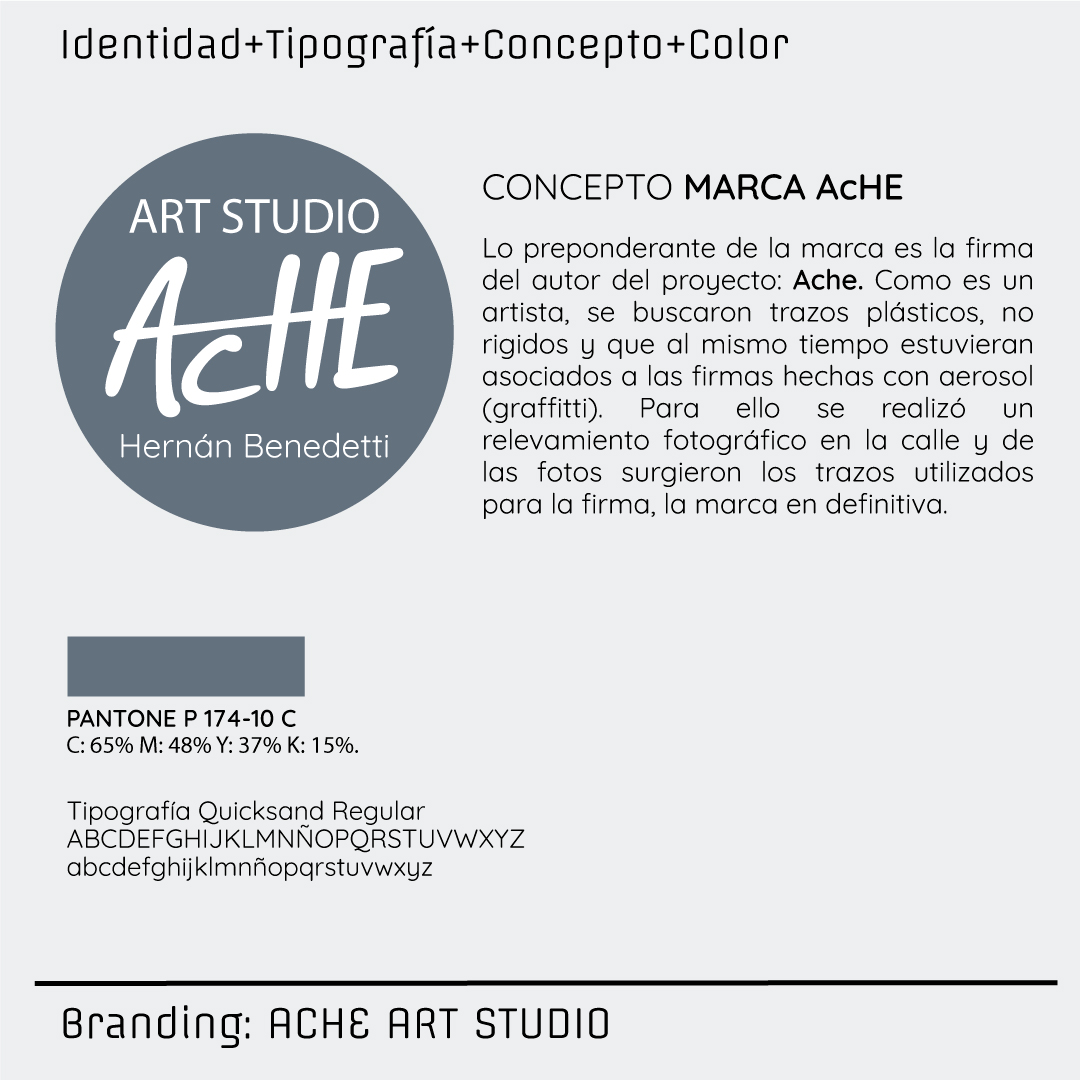 Identidad+Tipografía+Concepto+Color
ART STUDIO
AcHE
Hernán Benedetti
CONCEPTO MARCA AcHE
Lo preponderante de la marca es la firma
del autor del proyecto: Ache. Como es un
artista, se buscaron trazos plásticos, no
rigidos y que al mismo tiempo estuvieran
asociados a las firmas hechas con aerosol
(graffitti). Para ello se realizó un
relevamiento fotográfico en la calle y de
las fotos surgieron los trazos utilizados
para la firma, la marca en definitiva.
PANTONE P 174-10 C
C: 65% M: 48% Y: 37% K: 15%.
Tipografía Quicksand Regular
ABCDEFGHIJKLMNÑOPQRSTUVWXYZ
abcdefghijklmnñopqrstuvwxyz
Branding: ACHE ART STUDIO